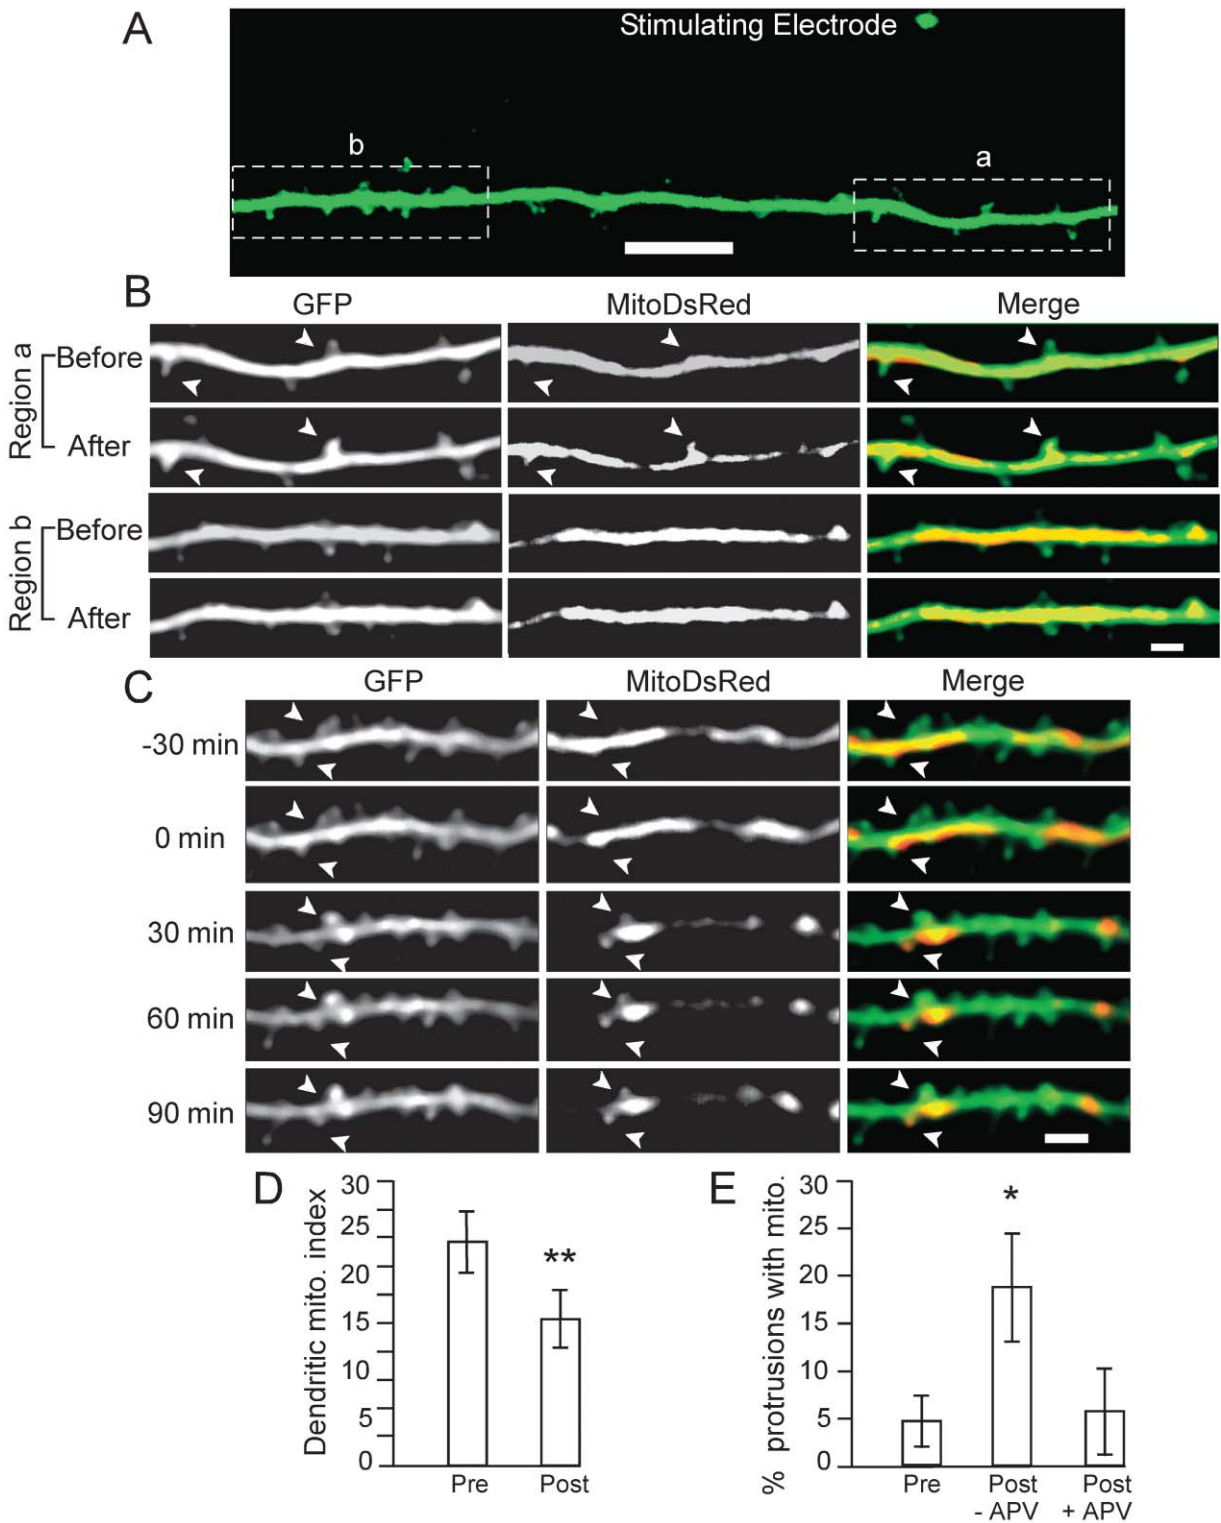 A
Stimulating Electrode
b
a
B
GFP MitoDsRed Merge
Region a
Before
After
Region b
Before
After
C
GFP MitoDsRed Merge
-30 min
0 min
30 min
60 min
90 min
D
Dendritic mito. index
30
25
20
15
10
5
0
**
Pre Post
E
% protrusions with mito.
30
25
20
15
10
5
0
*
Pre Post Post
- APV + APV